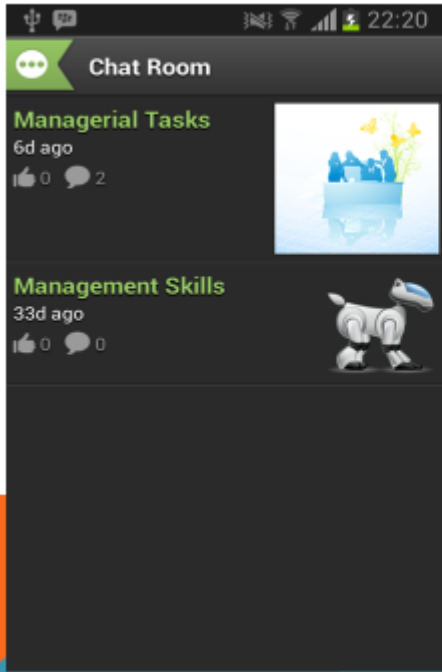 22:20
Chat Room
Managerial Tasks
6d ago
0 2
Management Skills
33d ago
0 0